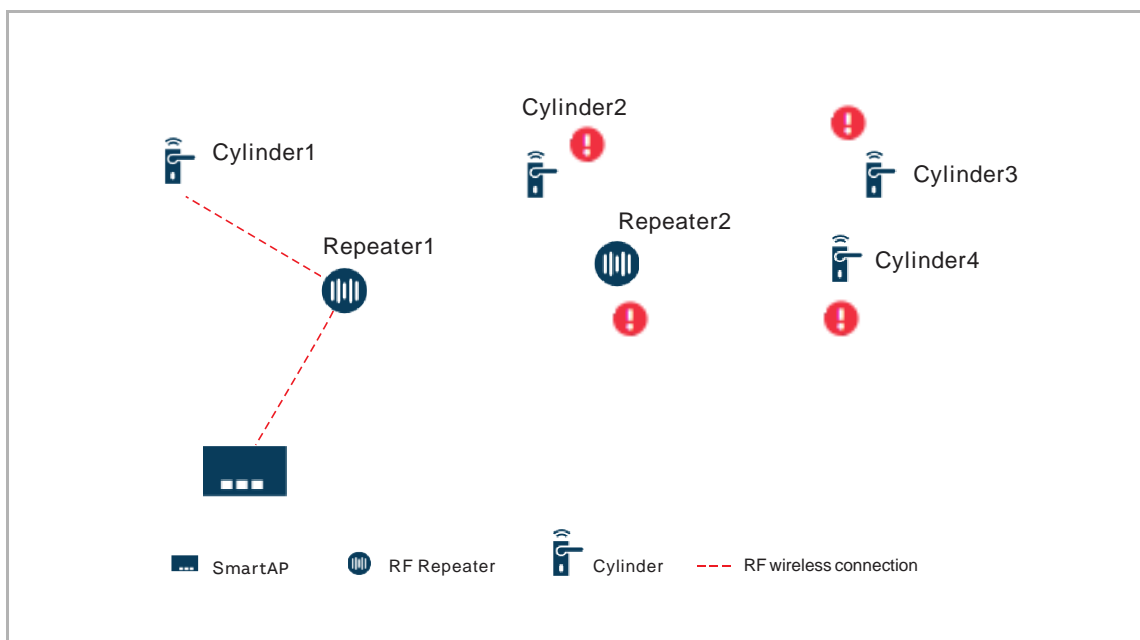 Cylinder2
Cylinder1
Cylinder3
Repeater2
Repeater1
Cylinder4
SmartAP
RF Repeater
Cylinder
RF wireless connection